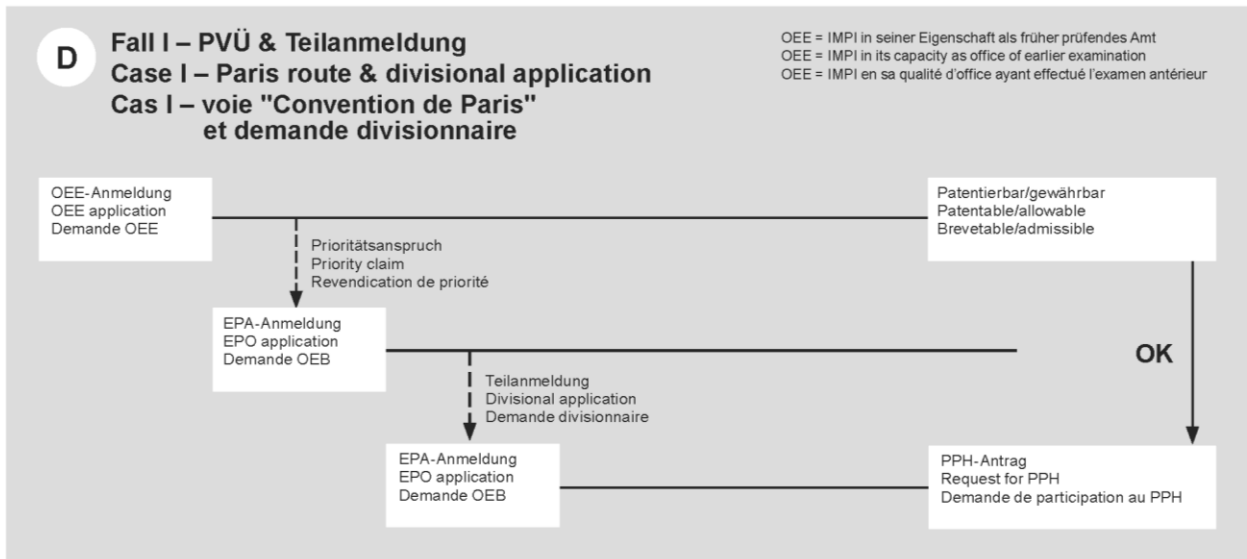 D
Fall I – PVÜ & Teilanmeldung
Case I – Paris route & divisional application
Cas I – voie "Convention de Paris"
et demande divisionnaire
OEE = IMPI in seiner Eigenschaft als früher prüfendes Amt
OEE = IMPI in its capacity as office of earlier examination
OEE = IMPI en sa qualité d'office ayant effectué l'examen antérieur
OEE-Anmeldung
OEE application
Demande OEE
Patentierbar/gewährbar
Patentable/allowable
Brevetable/admissible
Prioritätsanspruch
Priority claim
Revendication de priorité
EPA-Anmeldung
EPO application
Demande OEB
OK
Teilanmeldung
Divisional application
Demande divisionnaire
EPA-Anmeldung
EPO application
Demande OEB
PPH-Antrag
Request for PPH
Demande de participation au PPH